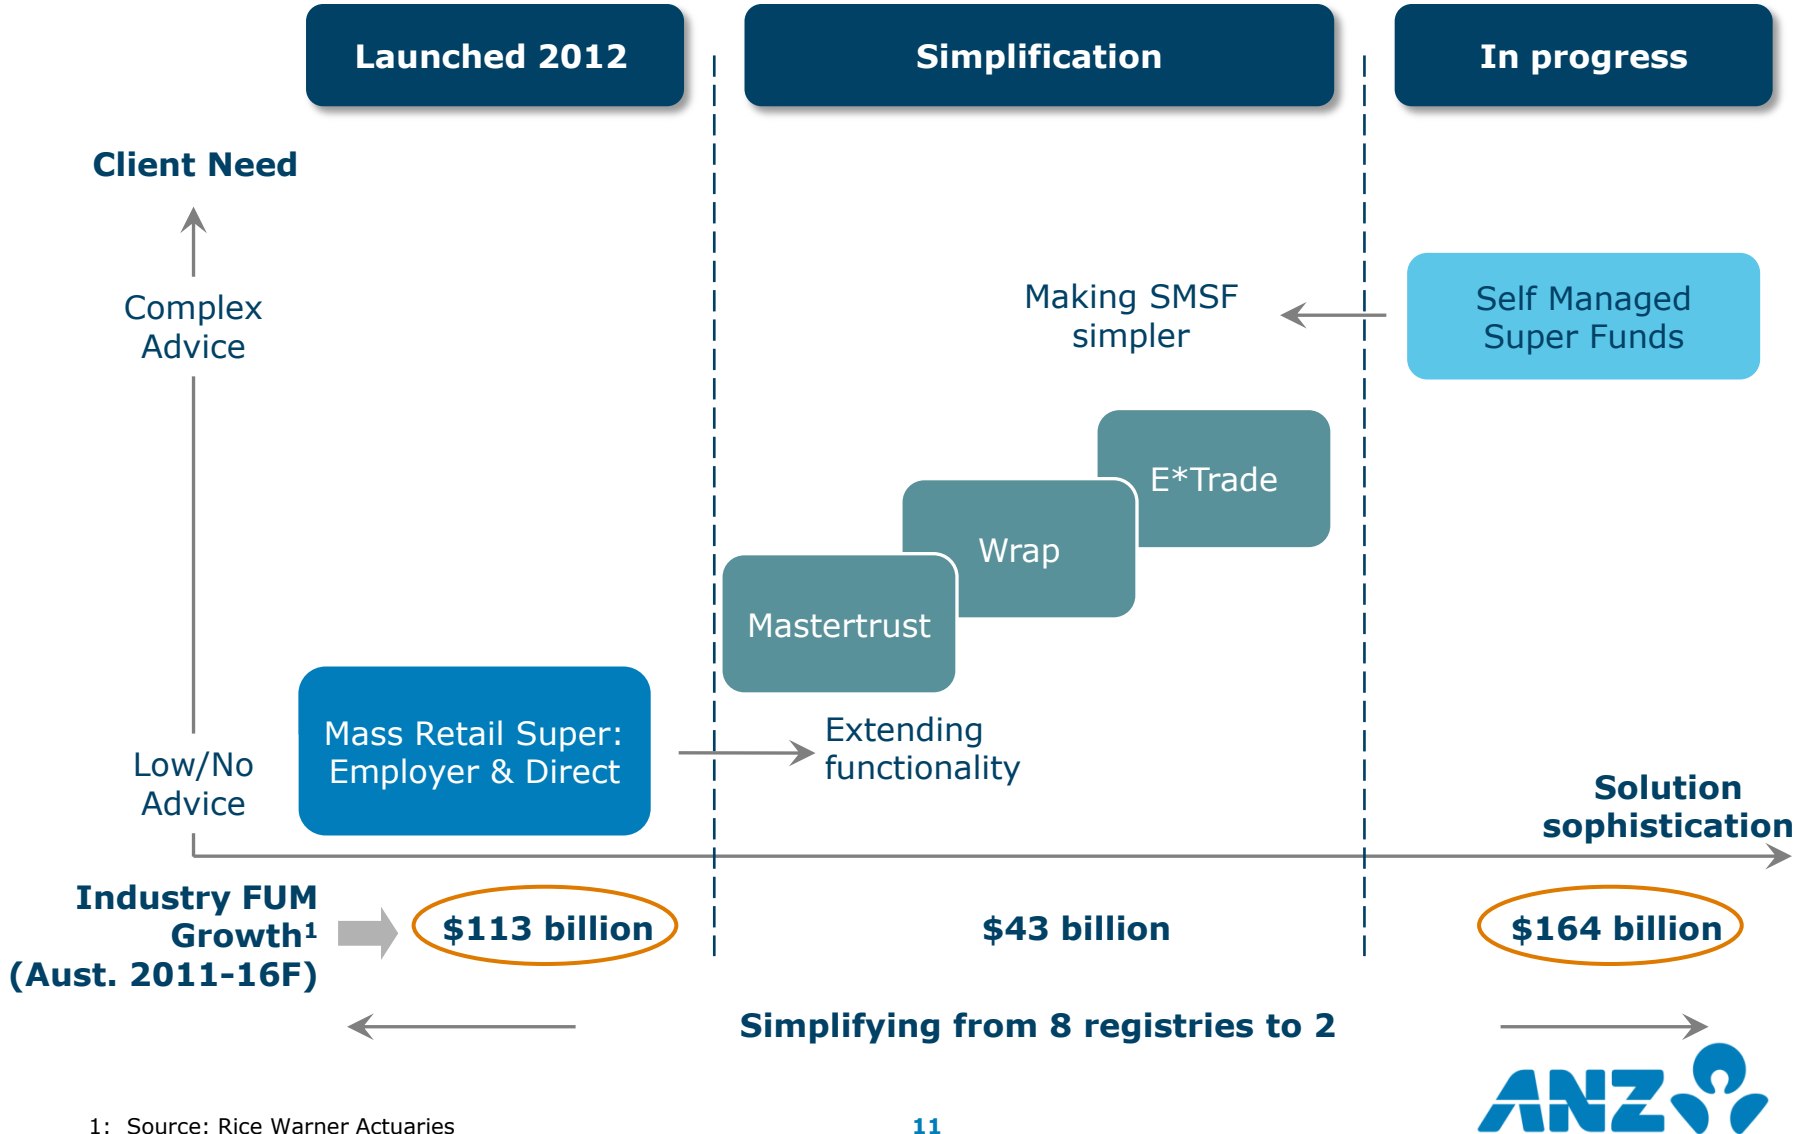 Launched 2012
Simplification
In progress
Client Need
Complex
Advice
Making SMSF
simpler
Self Managed
Super Funds
E*Trade
Wrap
Mastertrust
Mass Retail Super:
Employer & Direct
Extending
functionality
Low/No
Advice
Solution
sophistication
Industry FUM
Growth¹
(Aust. 2011-16F)
$113 billion
$43 billion
$164 billion
Simplifying from 8 registries to 2
ANZ
1: Source: Rice Warner Actuaries
11